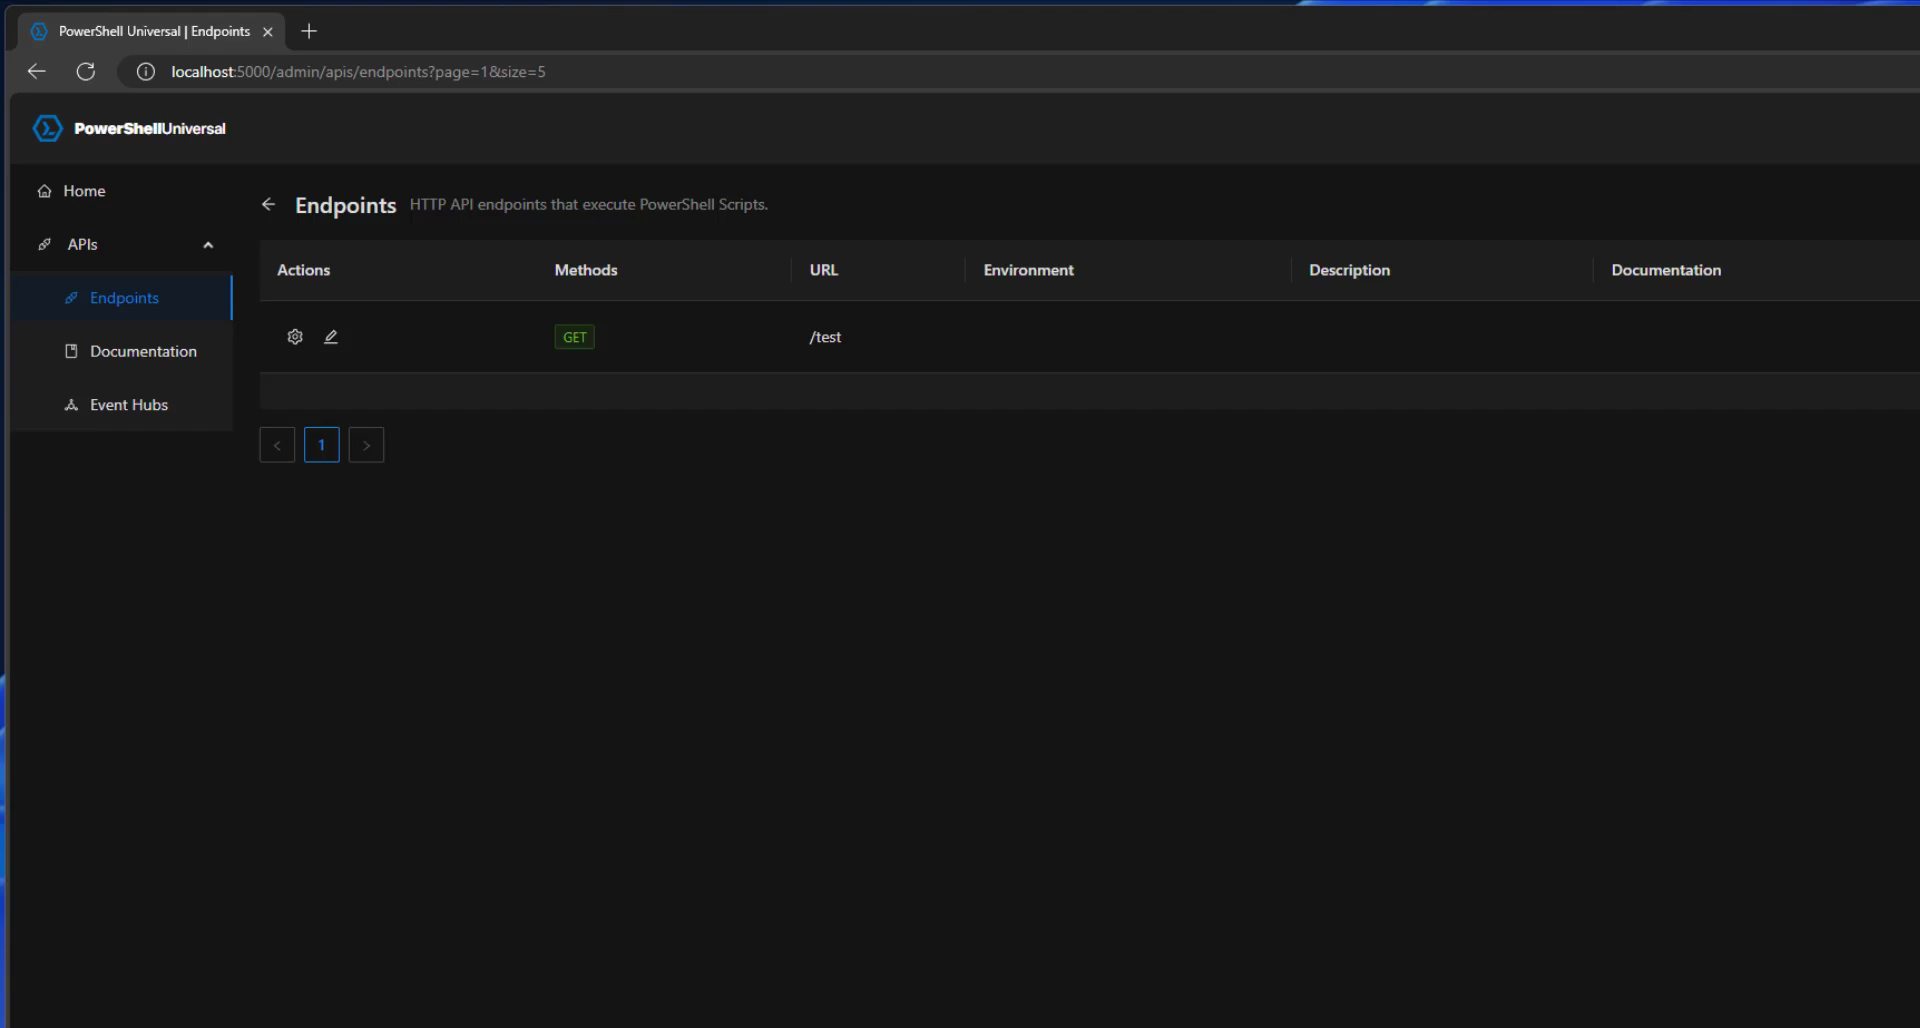 PowerShell Universal | Endpoints
localhost:5000/admin/apis/endpoints?page=1&size=5
PowerShellUniversal
Home
APIs
Endpoints
Documentation
Event Hubs
Endpoints HTTP API endpoints that execute PowerShell Scripts.
Actions Methods URL Environment Description Documentation
GET /test
< 1 >